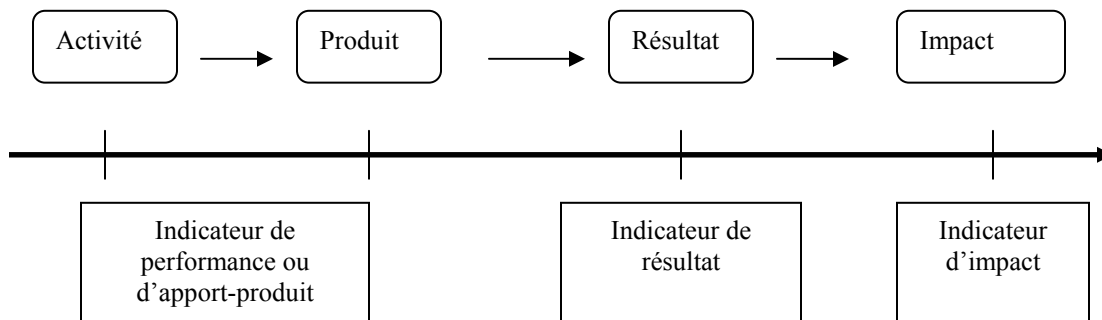 Activité
Produit
Résultat
Impact
Indicateur de
performance ou
d’apport-produit
Indicateur de
résultat
Indicateur
d’impact